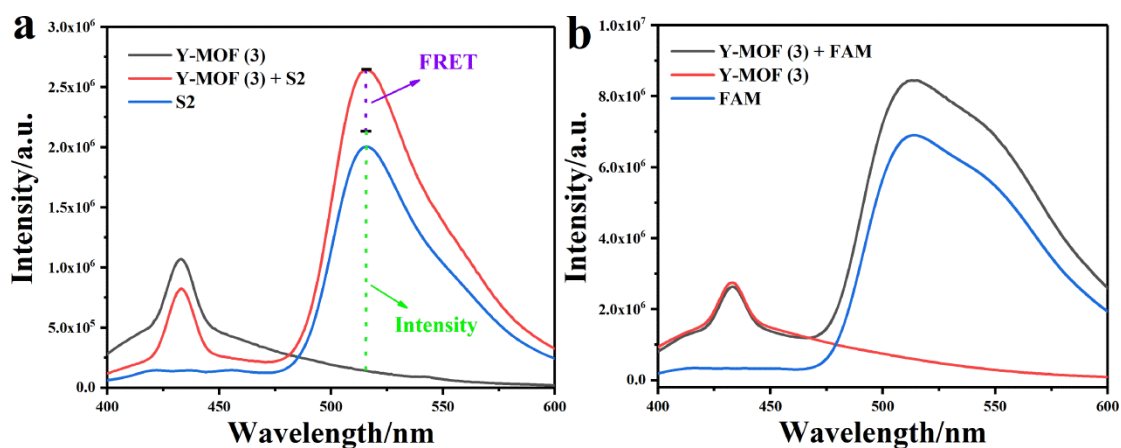 a
Y-MOF (3)
Y-MOF (3) + S2
S2
FRET
Intensity
Intensity/a.u.
3.0x10⁶
2.5x10⁶
2.0x10⁶
1.5x10⁶
1.0x10⁶
5.0x10⁵
0.0
400 450 500 550 600
Wavelength/nm
b
Y-MOF (3) + FAM
Y-MOF (3)
FAM
Intensity/a.u.
1.0x10⁷
8.0x10⁶
6.0x10⁶
4.0x10⁶
2.0x10⁶
0.0
400 450 500 550 600
Wavelength/nm